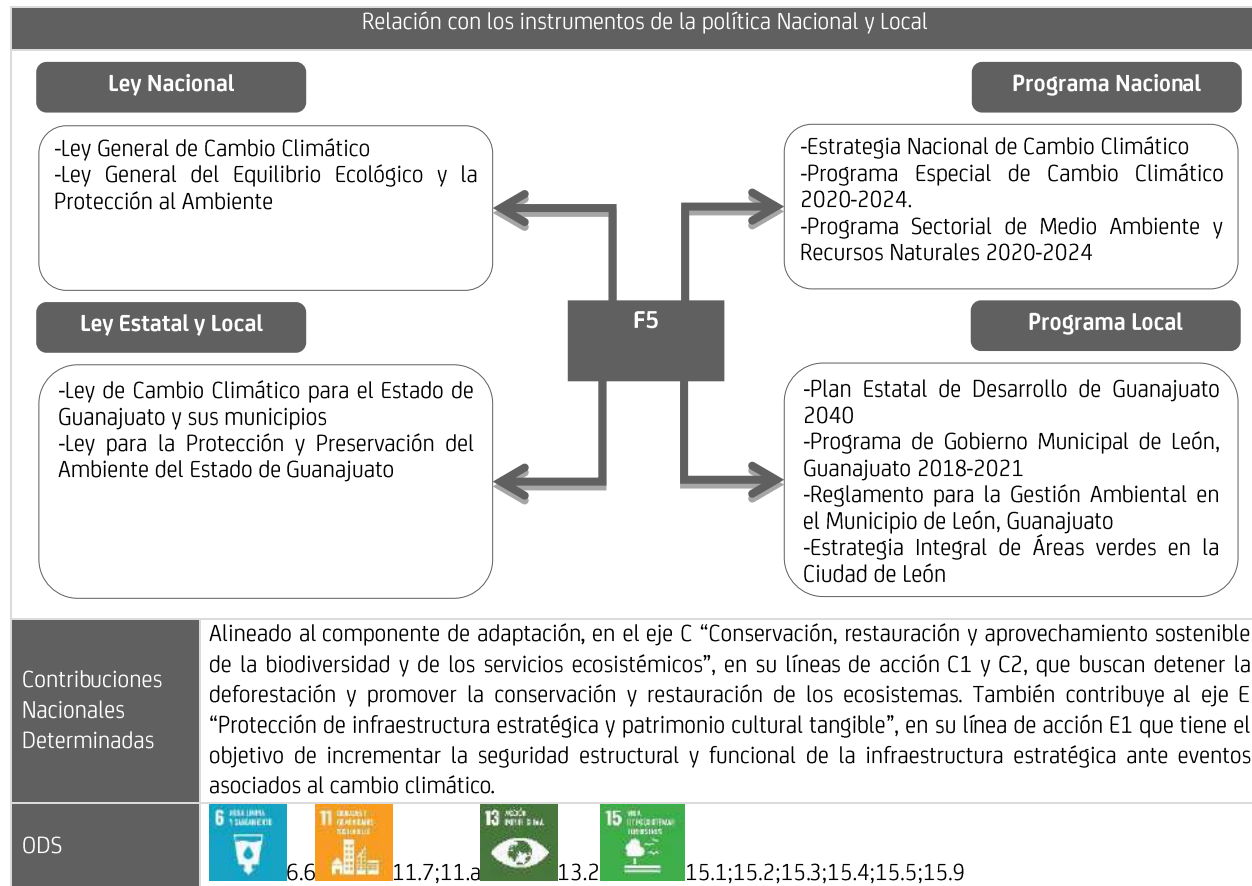 Relación con los instrumentos de la política Nacional y Local
Ley Nacional
-Ley General de Cambio Climático
-Ley General del Equilibrio Ecológico y la
Protección al Ambiente
Programa Nacional
-Estrategia Nacional de Cambio Climático
-Programa Especial de Cambio Climático
2020-2024.
-Programa Sectorial de Medio Ambiente y
Recursos Naturales 2020-2024
F5
Ley Estatal y Local
-Ley de Cambio Climático para el Estado de
Guanajuato y sus municipios
-Ley para la Protección y Preservación del
Ambiente del Estado de Guanajuato
Programa Local
-Plan Estatal de Desarrollo de Guanajuato
2040
-Programa de Gobierno Municipal de León,
Guanajuato 2018-2021
-Reglamento para la Gestión Ambiental en
el Municipio de León, Guanajuato
-Estrategia Integral de Áreas verdes en la
Ciudad de León
Contribuciones
Nacionales
Determinadas
Alineado al componente de adaptación, en el eje C “Conservación, restauración y aprovechamiento sostenible
de la biodiversidad y de los servicios ecosistémicos”, en su líneas de acción C1 y C2, que buscan detener la
deforestación y promover la conservación y restauración de los ecosistemas. También contribuye al eje E
“Protección de infraestructura estratégica y patrimonio cultural tangible”, en su línea de acción E1 que tiene el
objetivo de incrementar la seguridad estructural y funcional de la infraestructura estratégica ante eventos
asociados al cambio climático.
ODS
6 AGUA LIMPIA
Y SANEAMIENTO
6.6
11
11.7;11.a
13 ACCIÓN
13.2
15 VIDA
15.1;15.2;15.3;15.4;15.5;15.9